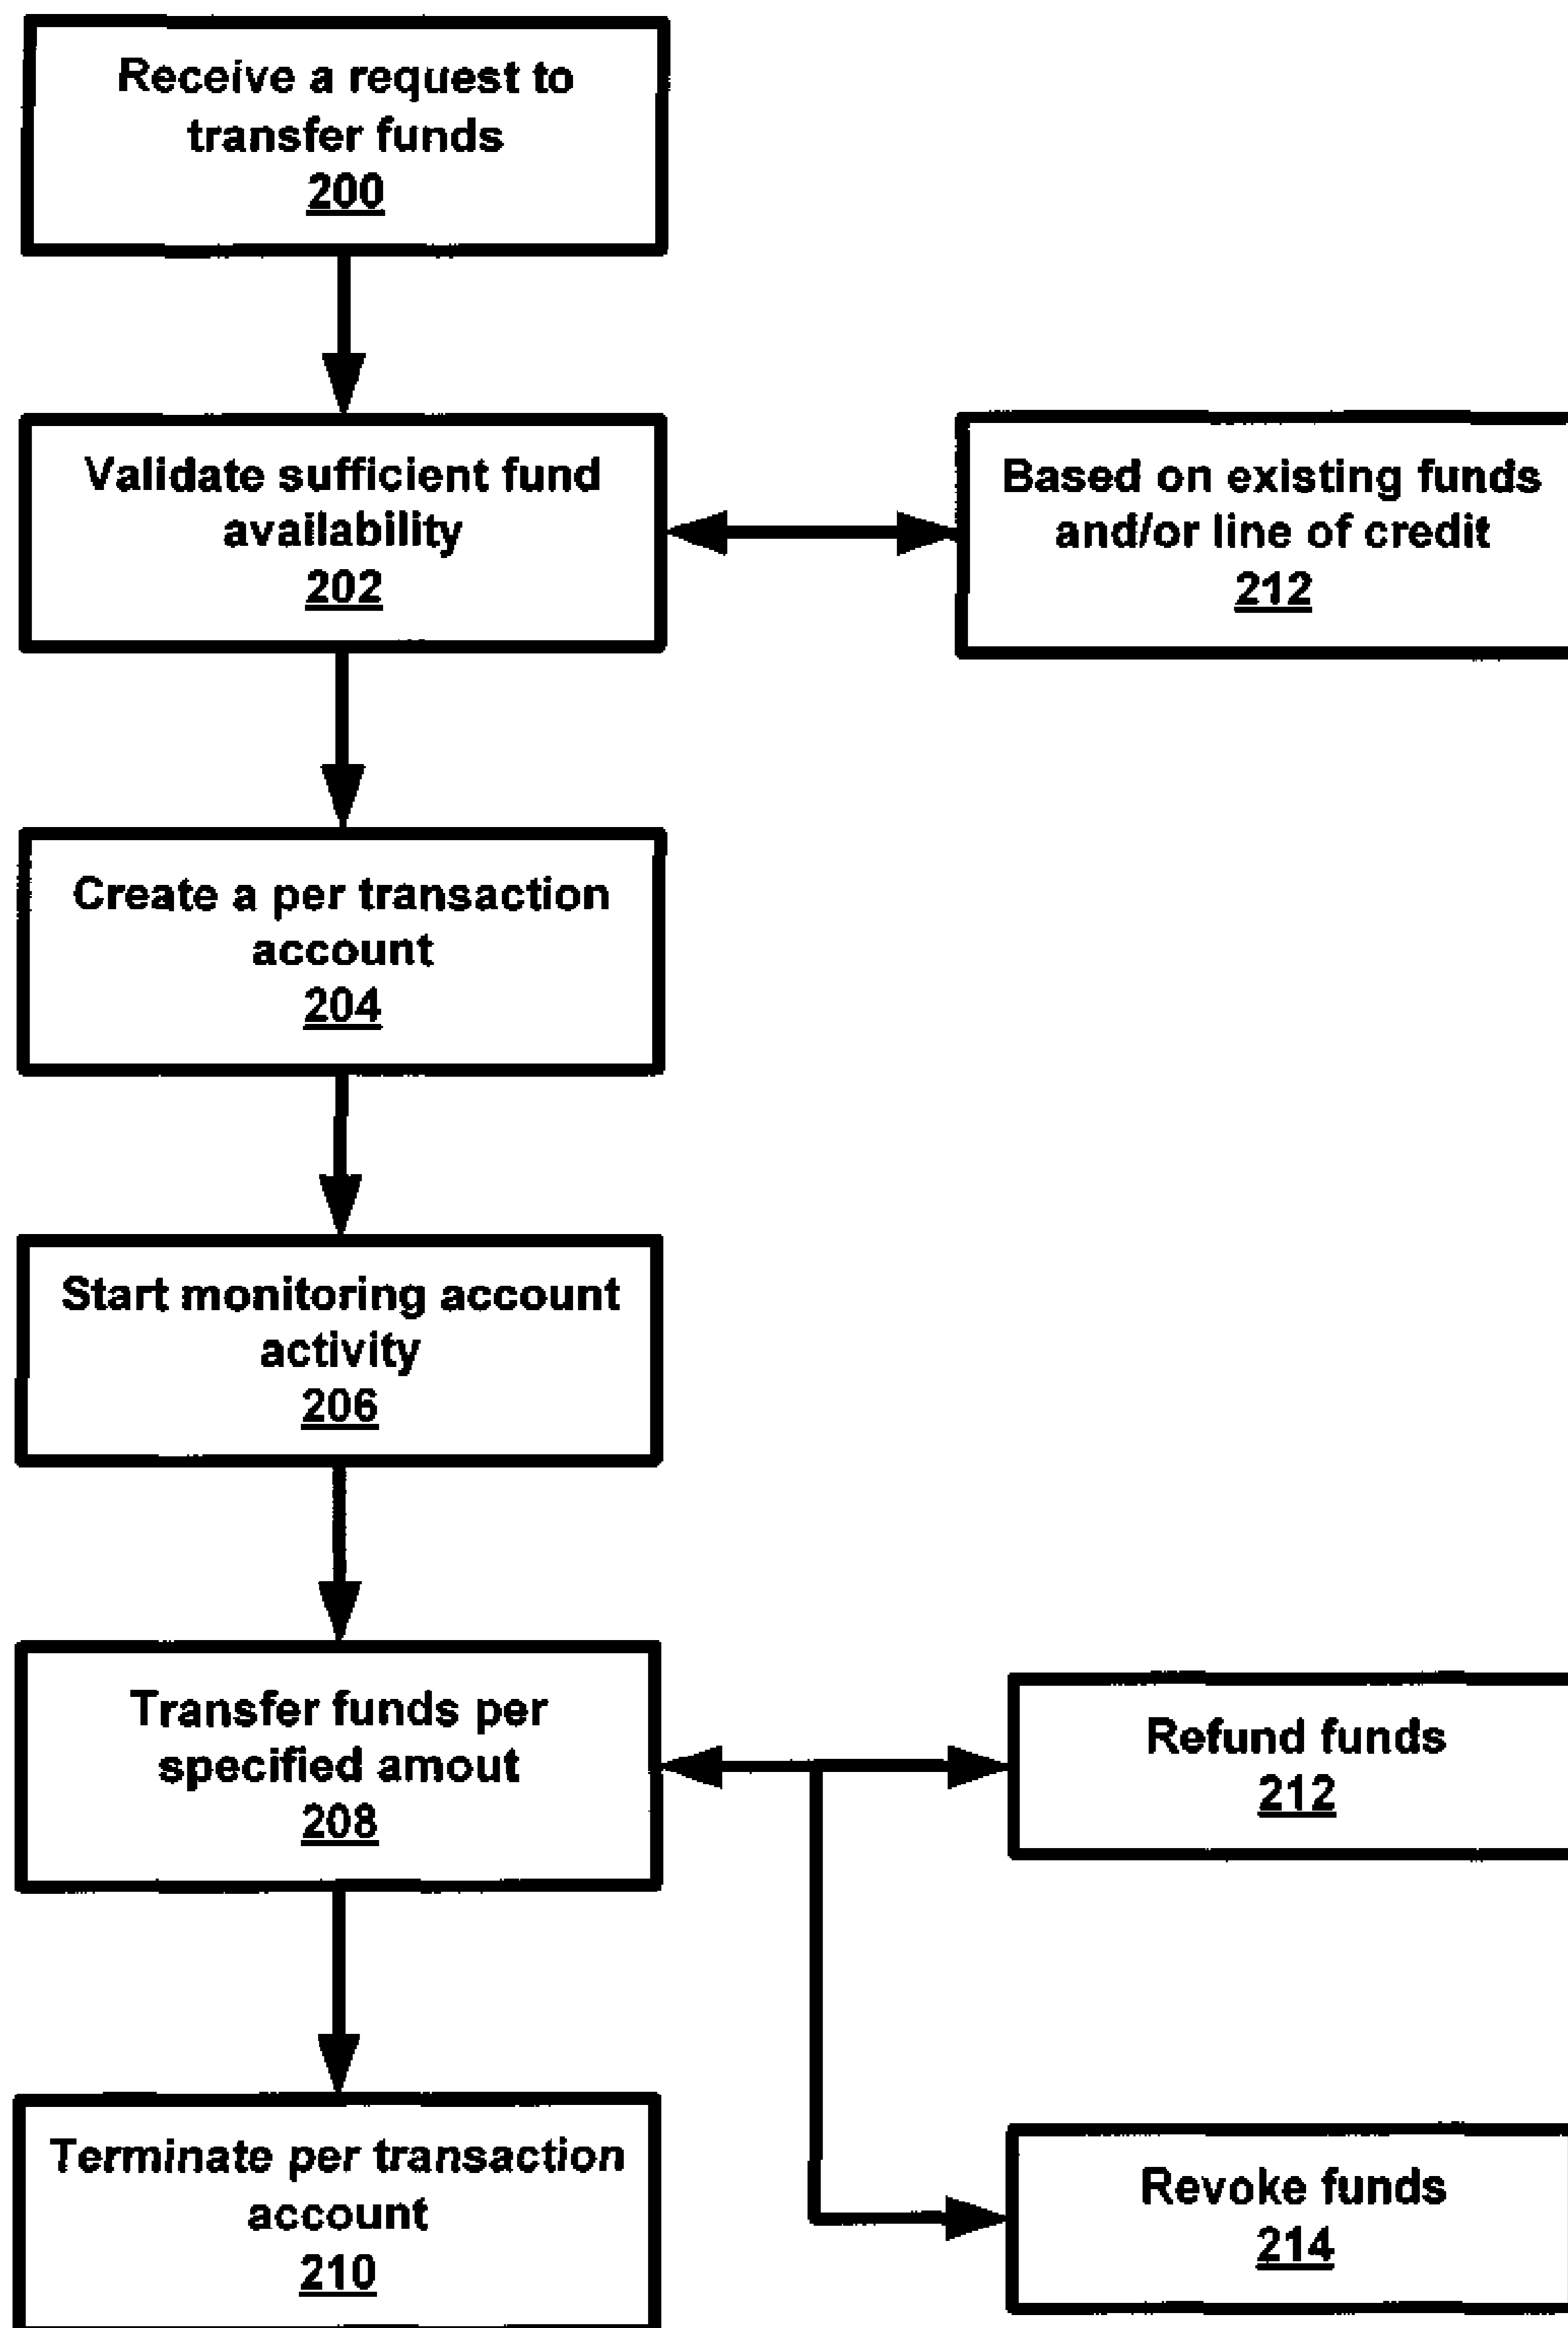 Receive a request to
transfer funds
200
Validate sufficient fund
availability
202
Based on existing funds
and/or line of credit
212
Create a per transaction
account
204
Start monitoring account
activity
206
Transfer funds per
specified amout
208
Refund funds
212
Terminate per transaction
account
210
Revoke funds
214